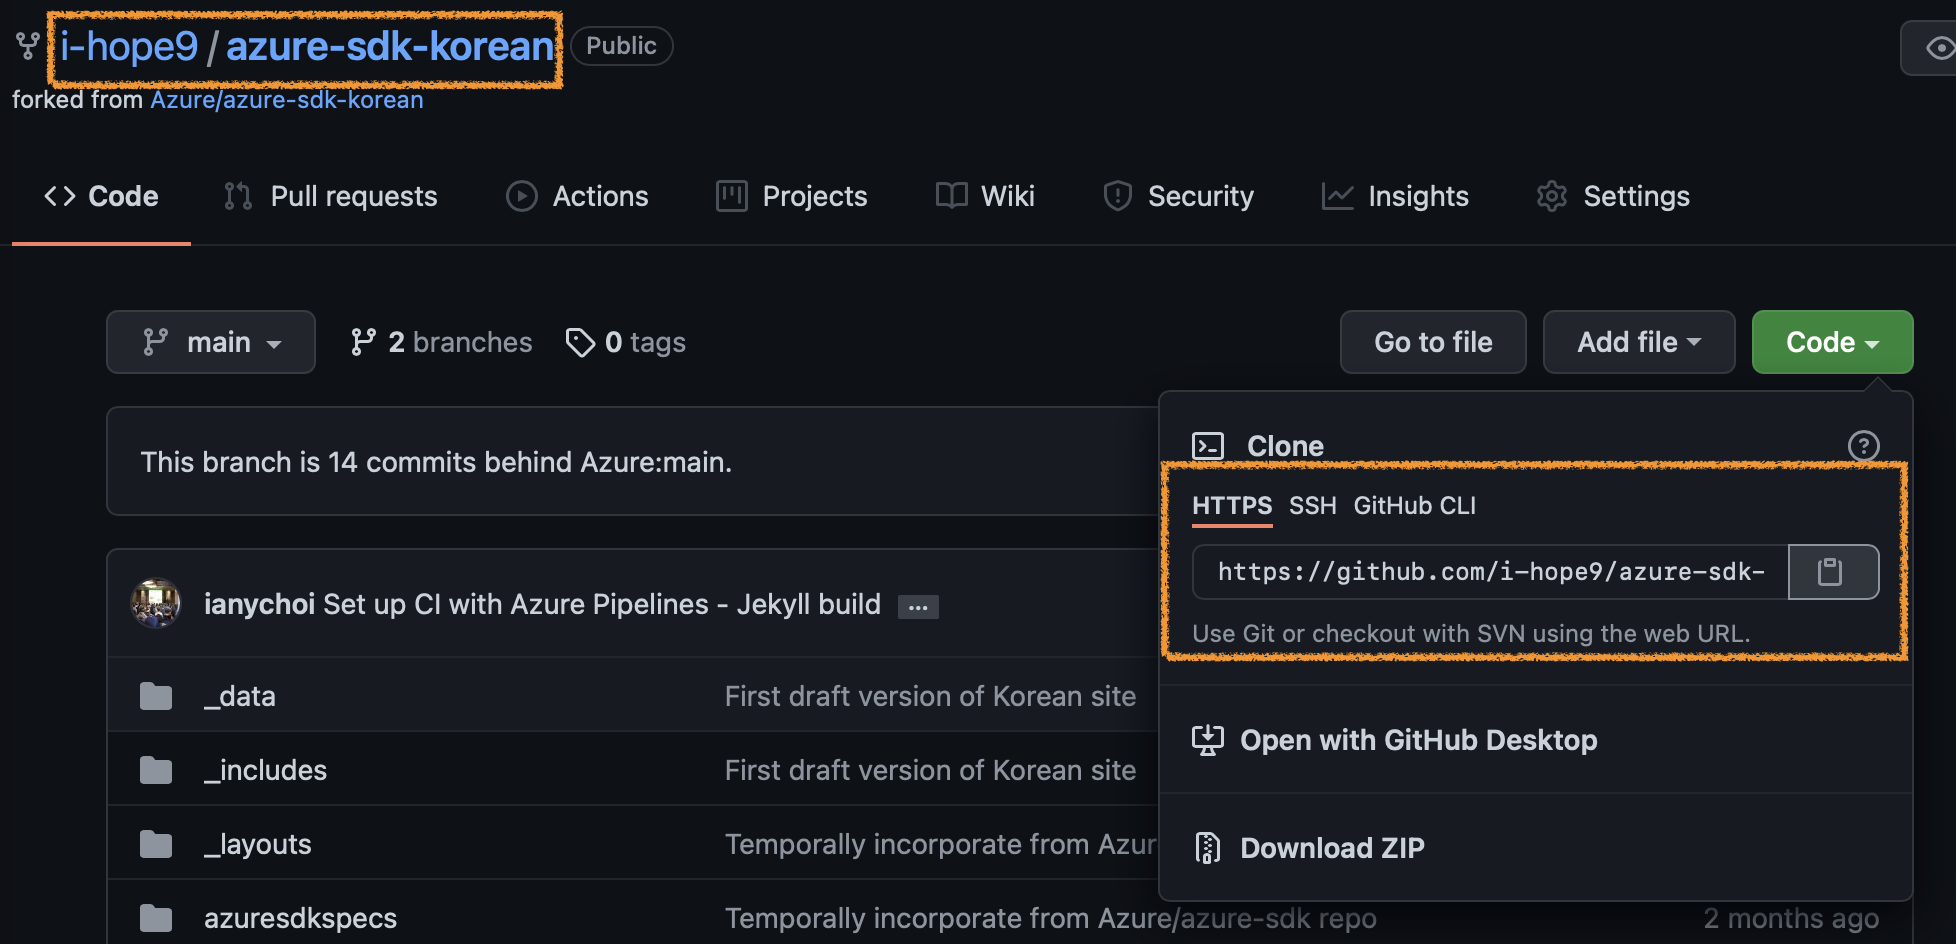 i-hope9 / azure-sdk-korean Public
forked from Azure/azure-sdk-korean
Code Pull requests Actions Projects Wiki Security Insights Settings
main 2 branches 0 tags Go to file Add file Code
This branch is 14 commits behind Azure:main.
Clone
HTTPS SSH GitHub CLI
https://github.com/i-hope9/azure-sdk-
Use Git or checkout with SVN using the web URL.
Open with GitHub Desktop
Download ZIP
ianychoi Set up CI with Azure Pipelines - Jekyll build ...
_data First draft version of Korean site
_includes First draft version of Korean site
_layouts Temporally incorporate from Azur
azuresdkspecs Temporally incorporate from Azure/azure-sdk repo 2 months ago